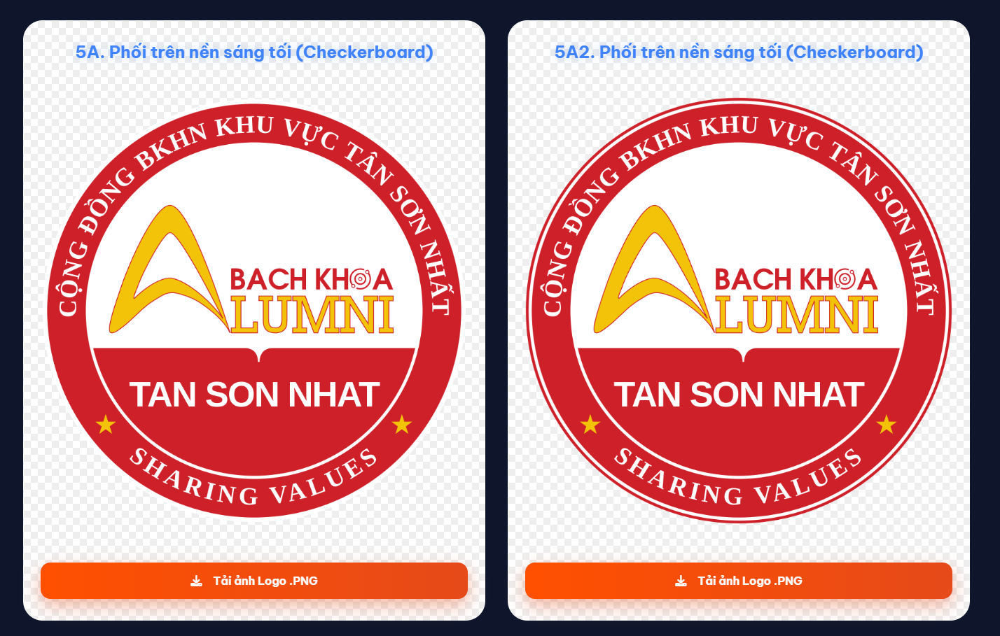 5A. Phối trên nền sáng tối (Checkerboard)
CỘNG ĐỒNG BKHN KHU VỰC TÂN SƠN NHẤT
BACH KHOA
ALUMNI
TAN SON NHAT
SHARING VALUES
Tải ảnh Logo .PNG
5A2. Phối trên nền sáng tối (Checkerboard)
CỘNG ĐỒNG BKHN KHU VỰC TÂN SƠN NHẤT
BACH KHOA
ALUMNI
TAN SON NHAT
SHARING VALUES
Tải ảnh Logo .PNG